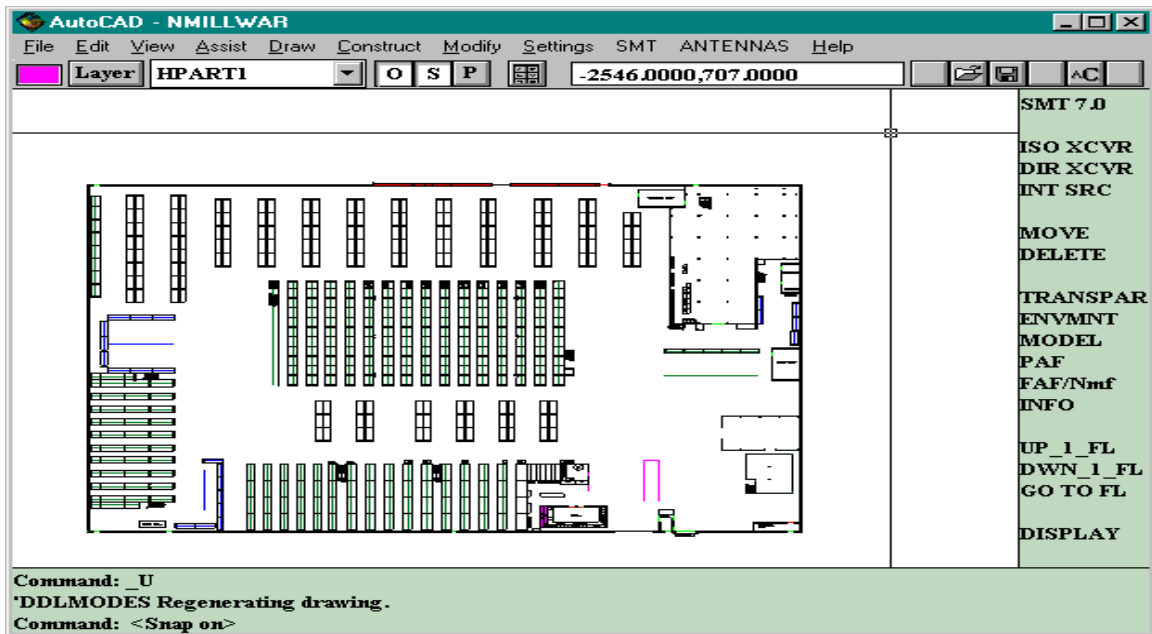 AutoCAD - NMILLWAR
File Edit View Assist Draw Construct Modify Settings SMT ANTENNAS Help
Layer HPART1 O S P -2546.0000,707.0000 ^C
SMT 7.0
ISO XCVR
DIR XCVR
INT SRC
MOVE
DELETE
TRANSPAR
ENVMNT
MODEL
PAF
FAF/Nmf
INFO
UP_1_FL
DWN_1_FL
GO TO FL
DISPLAY
Command: _U
'DDLMODES Regenerating drawing.
Command: <Snap on>